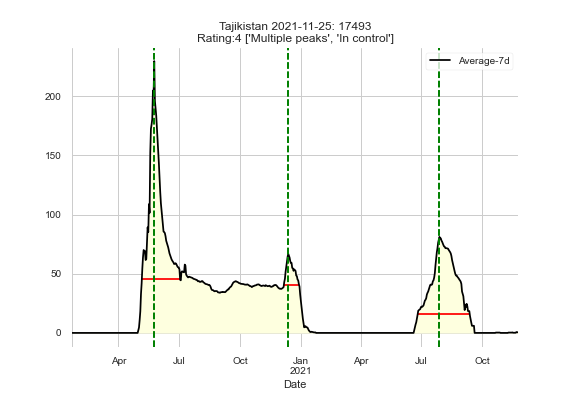 Tajikistan 2021-11-25: 17493
Rating:4 ['Multiple peaks', 'In control']
Average-7d
200
150
100
50
0
Apr Jul Oct Jan Apr Jul Oct
2021
Date